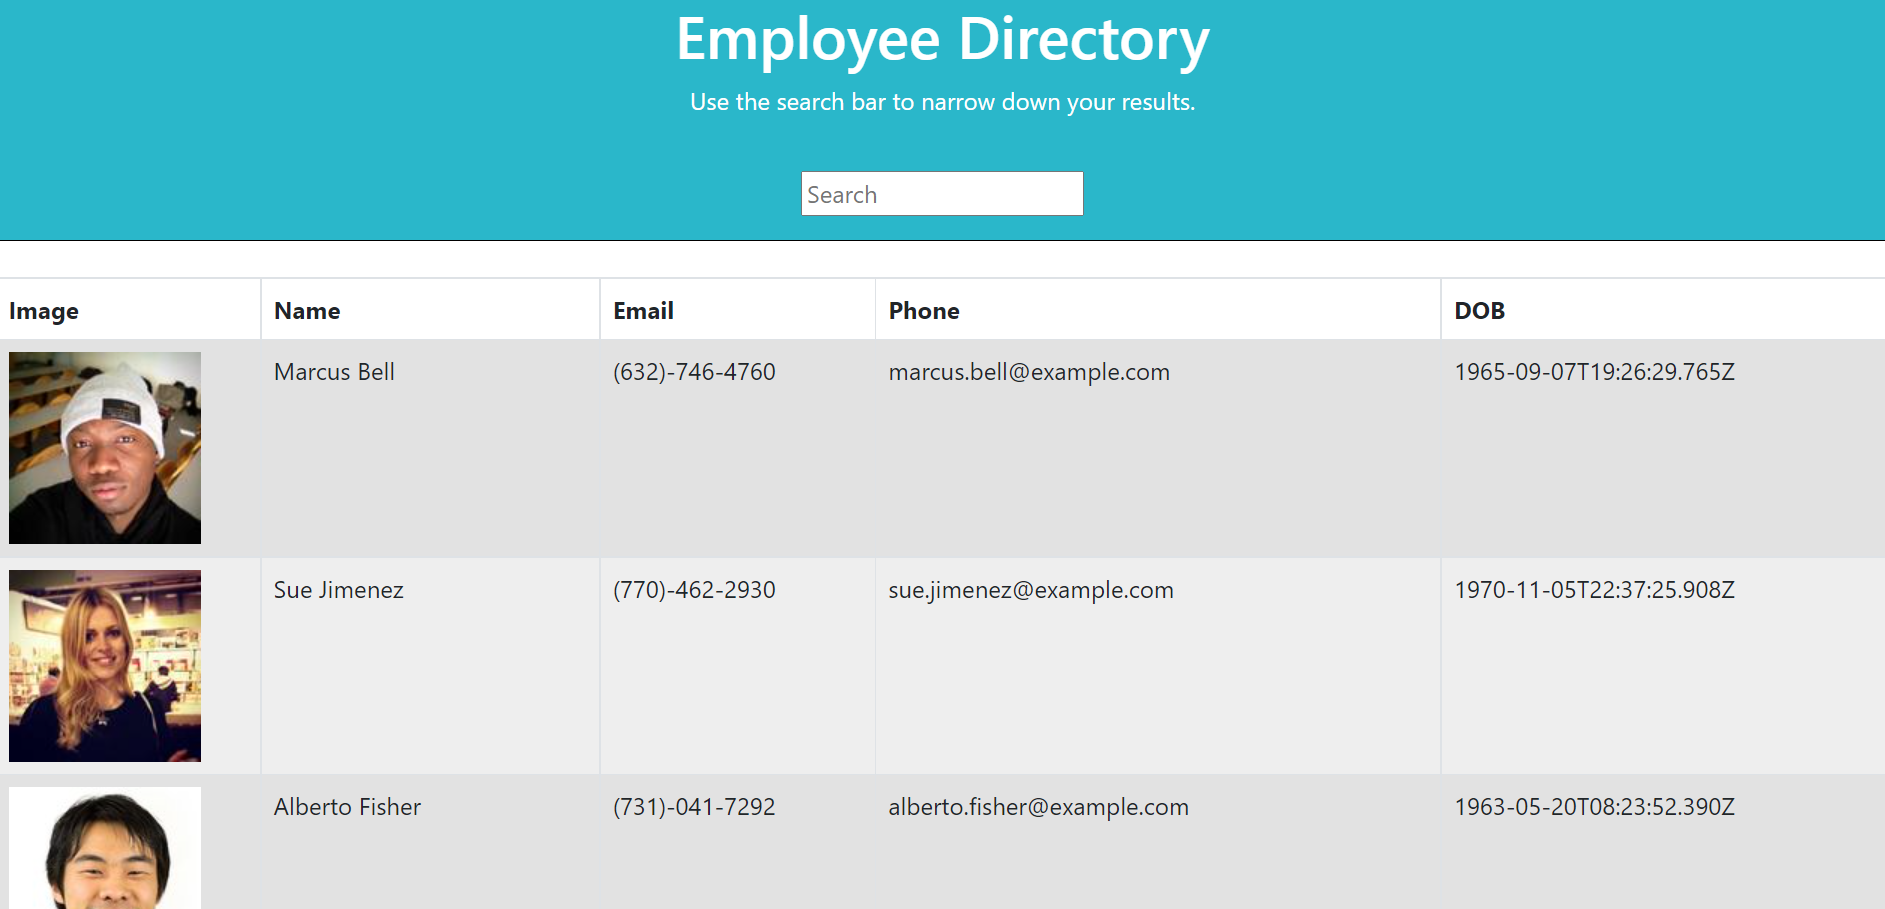 Employee Directory
Use the search bar to narrow down your results.
Search
Image Name Email Phone DOB
Marcus Bell (632)-746-4760 marcus.bell@example.com 1965-09-07T19:26:29.765Z
Sue Jimenez (770)-462-2930 sue.jimenez@example.com 1970-11-05T22:37:25.908Z
Alberto Fisher (731)-041-7292 alberto.fisher@example.com 1963-05-20T08:23:52.390Z